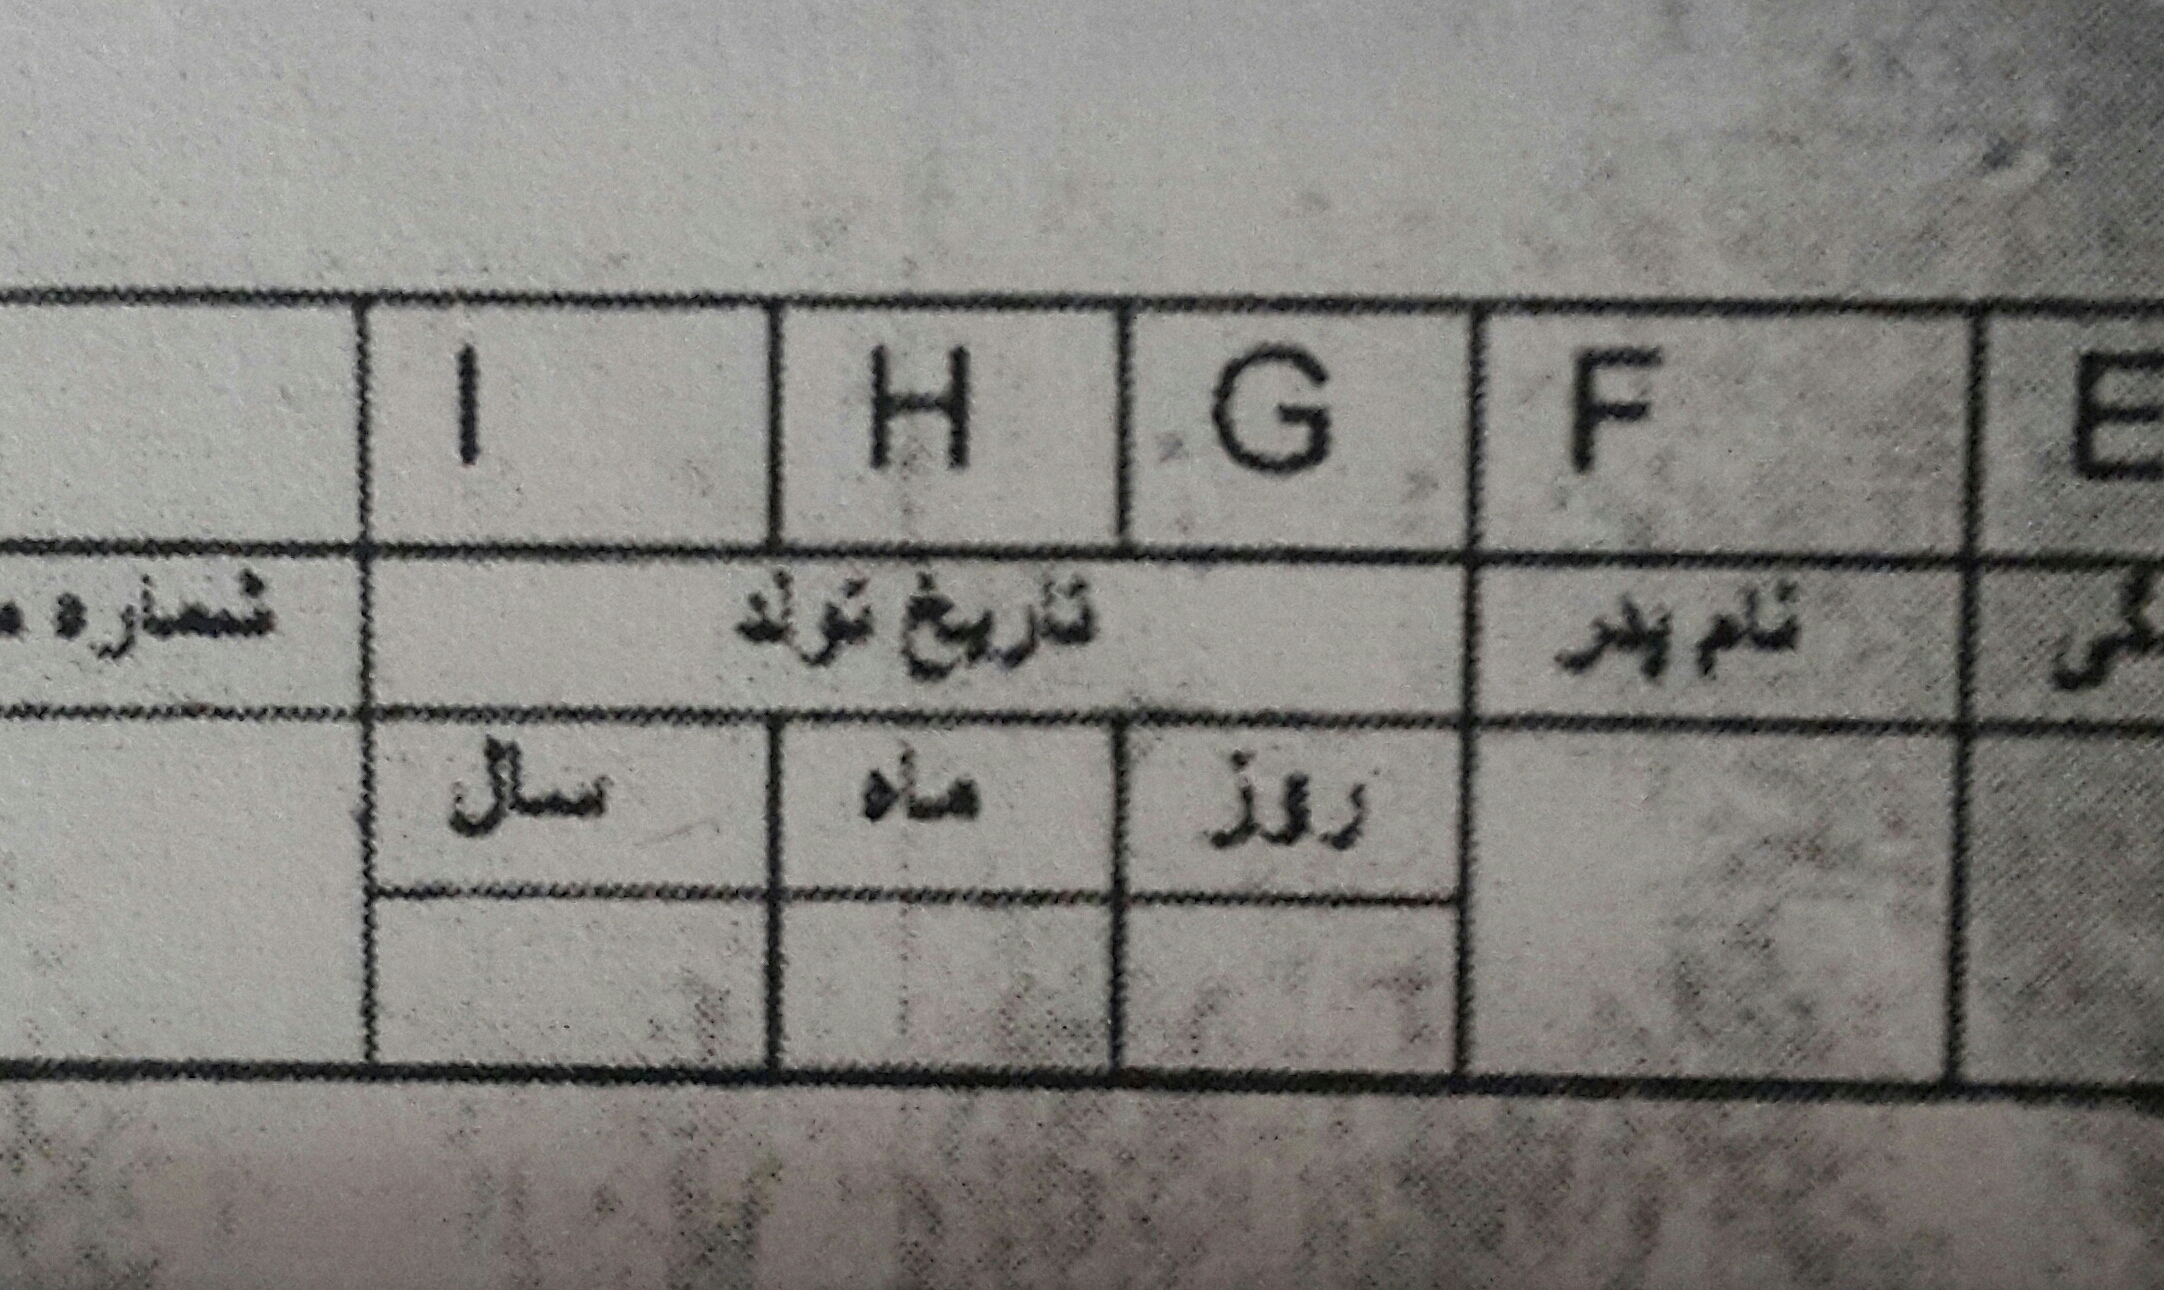 E F G H I
نام پدر تاریخ تولد شماره
روز ماه سال